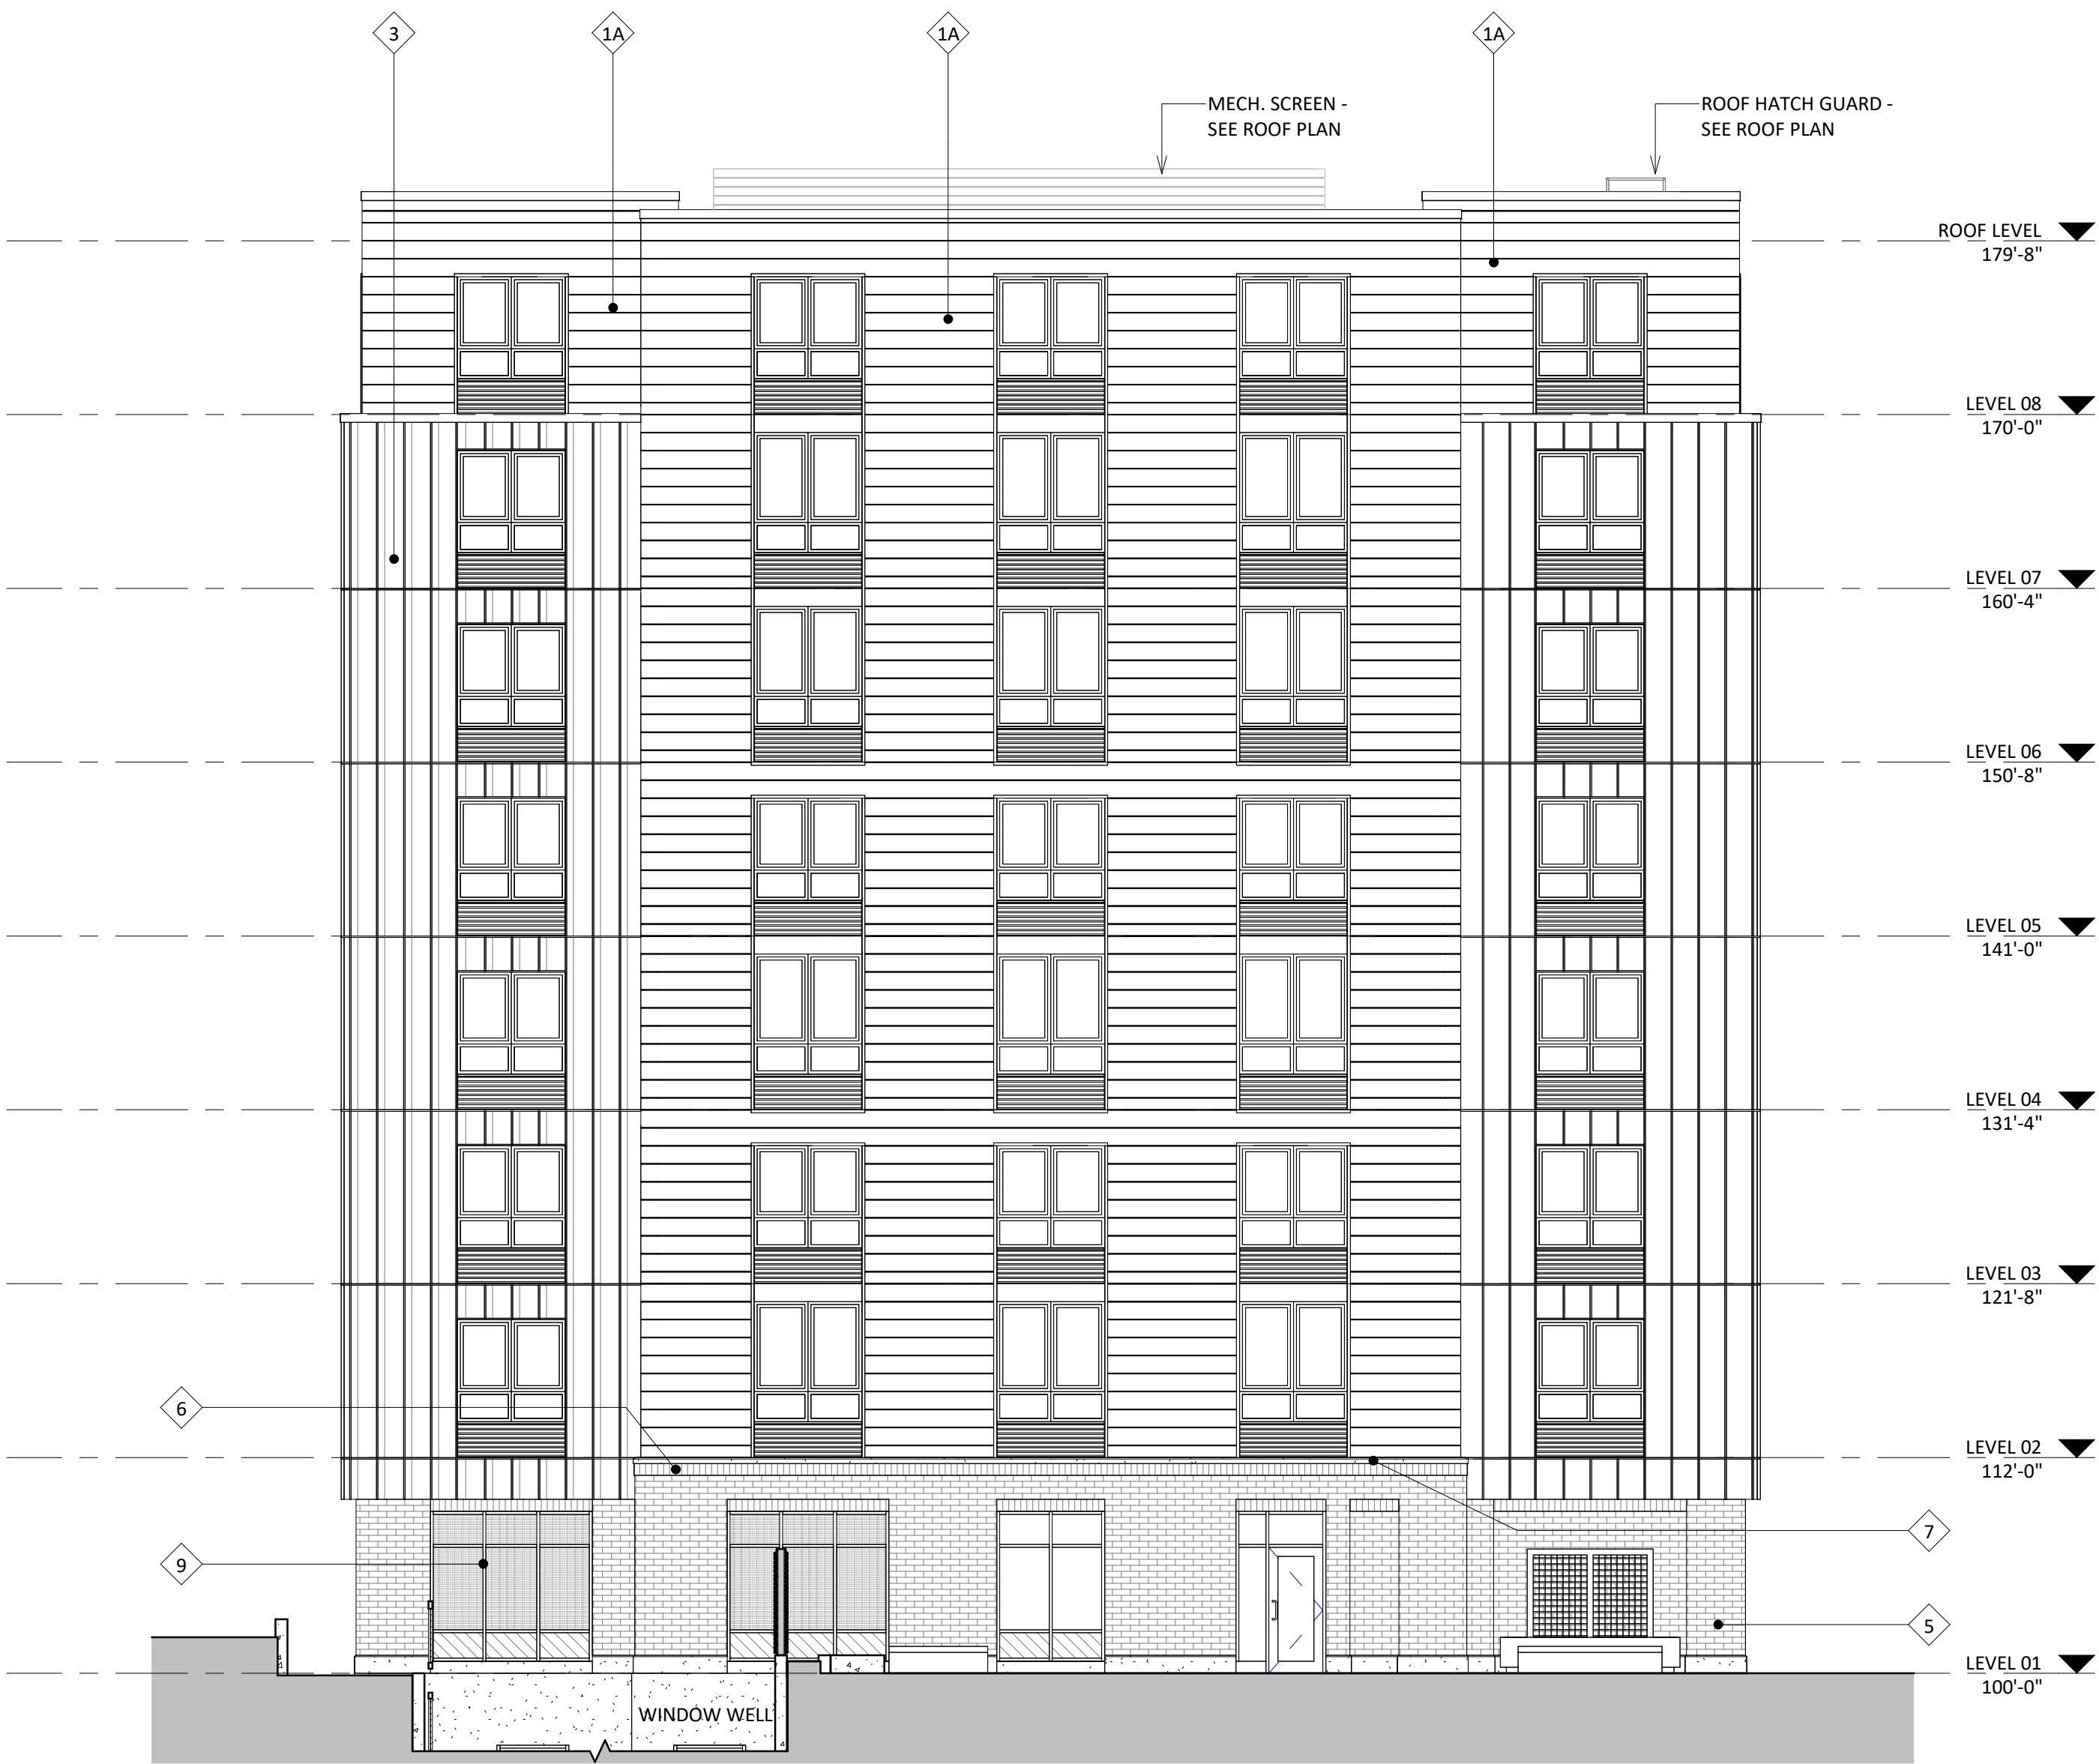 3
1A
1A
1A
MECH. SCREEN -
SEE ROOF PLAN
ROOF HATCH GUARD -
SEE ROOF PLAN
ROOF LEVEL
179'-8"
LEVEL 08
170'-0"
LEVEL 07
160'-4"
LEVEL 06
150'-8"
LEVEL 05
141'-0"
LEVEL 04
131'-4"
LEVEL 03
121'-8"
6
LEVEL 02
112'-0"
7
9
5
LEVEL 01
100'-0"
WINDOW WELL